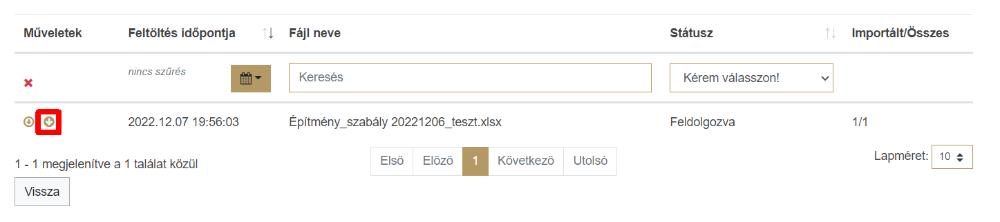 Műveletek Feltöltés időpontja Fájl neve Státusz Importált/Összes
nincs szűrés Keresés Kérem válasszon!
2022.12.07 19:56:03 Építmény_szabály 20221206_teszt.xlsx Feldolgozva 1/1
1 - 1 megjelenítve a 1 találat közül Első Előző 1 Következő Utolsó Lapméret: 10
Vissza